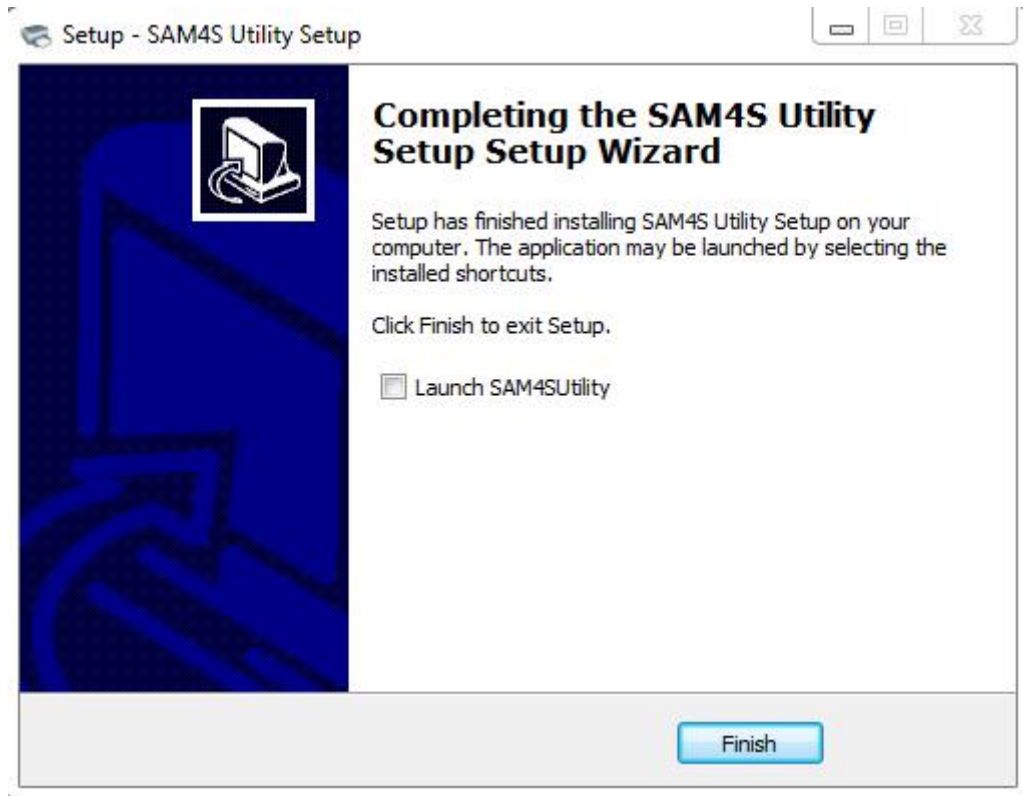 Setup - SAM4S Utility Setup
Completing the SAM4S Utility
Setup Setup Wizard
Setup has finished installing SAM4S Utility Setup on your
computer. The application may be launched by selecting the
installed shortcuts.
Click Finish to exit Setup.
Launch SAM4SUtility
Finish